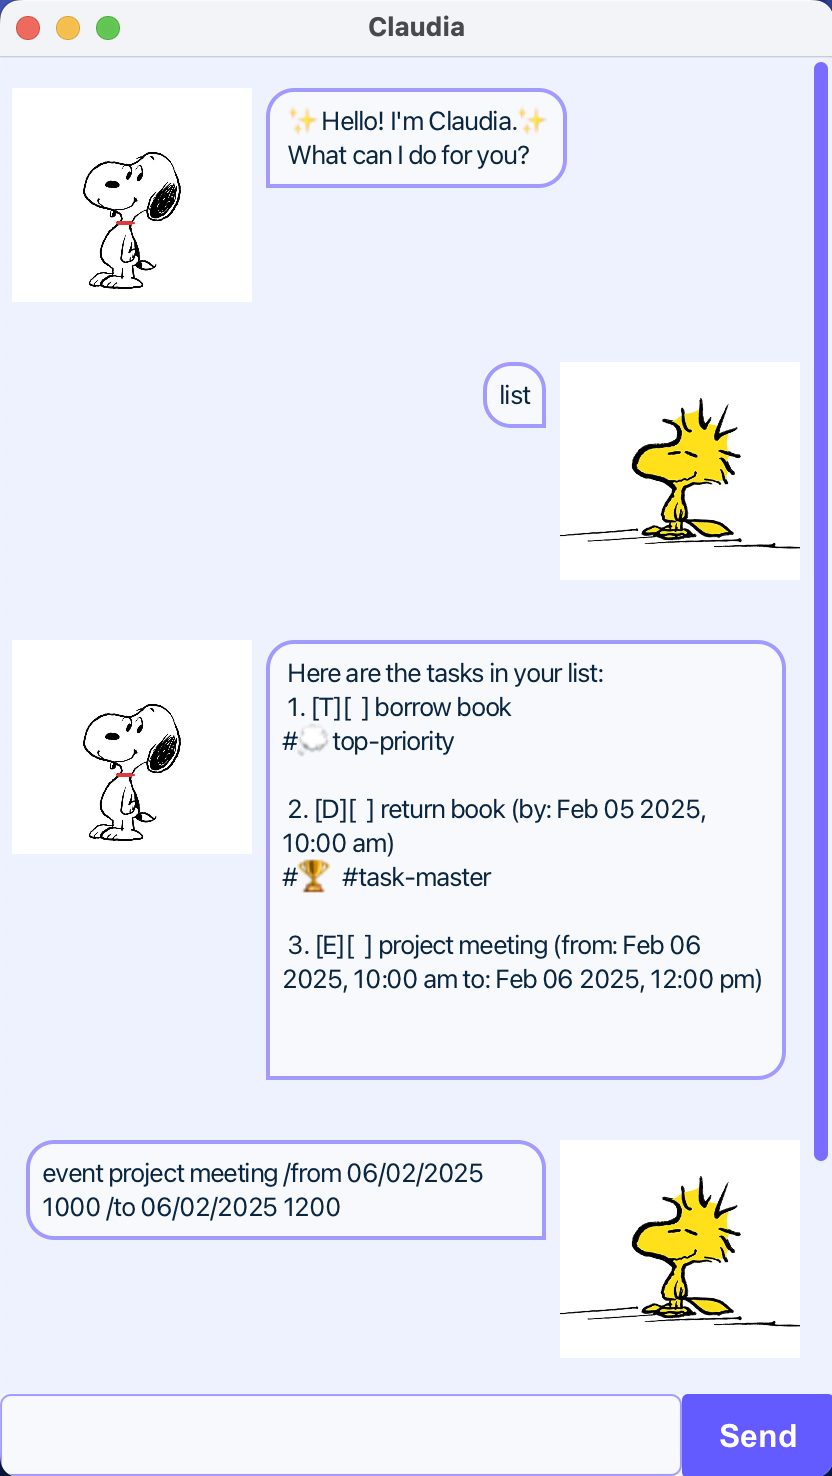 Claudia
✨Hello! I'm Claudia.✨
What can I do for you?
list
Here are the tasks in your list:
1. [T][ ] borrow book
#💭 top-priority
2. [D][ ] return book (by: Feb 05 2025,
10:00 am)
#🏆 #task-master
3. [E][ ] project meeting (from: Feb 06
2025, 10:00 am to: Feb 06 2025, 12:00 pm)
event project meeting /from 06/02/2025
1000 /to 06/02/2025 1200
Send